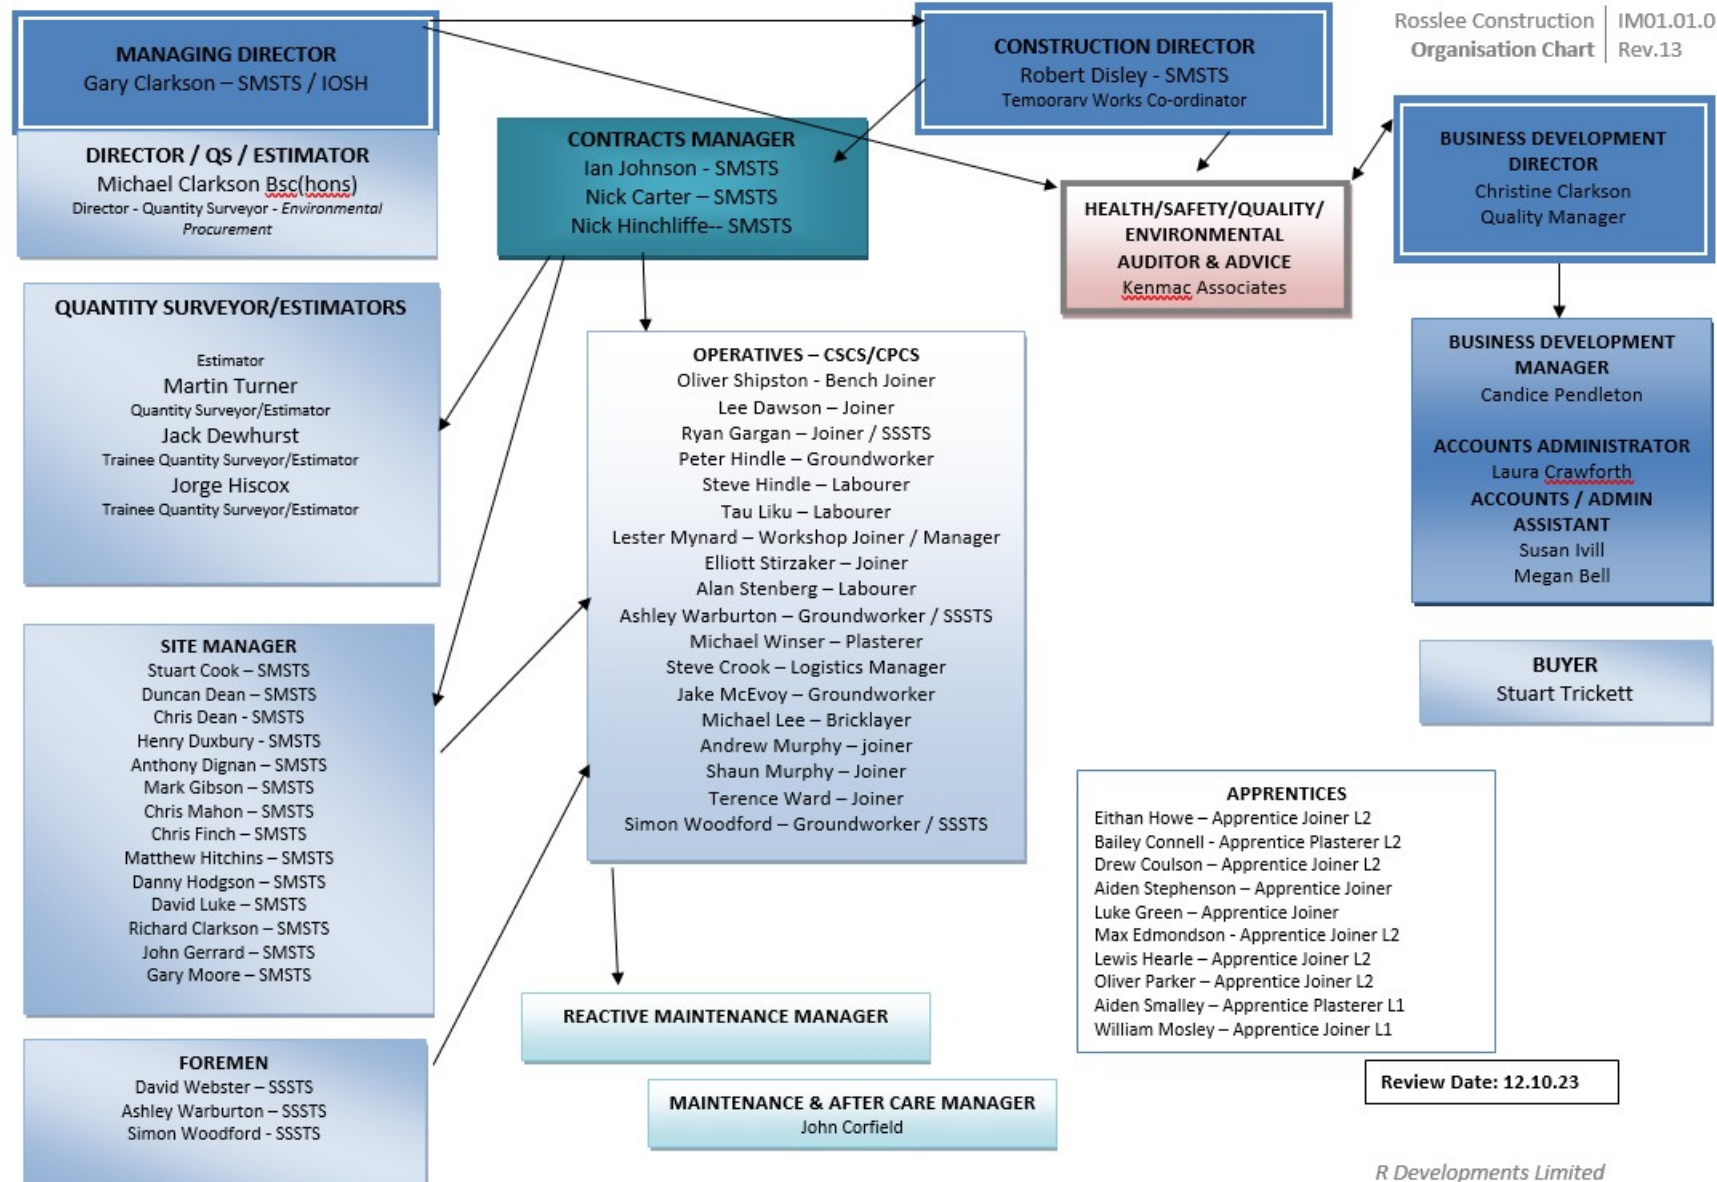 MANAGING DIRECTOR
Gary Clarkson – SMSTS / IOSH
CONSTRUCTION DIRECTOR
Robert Disley - SMSTS
Temporary Works Co-ordinator
Rosslee Construction
Organisation Chart
IM01.01.0
Rev.13
DIRECTOR / QS / ESTIMATOR
Michael Clarkson Bsc(hons)
Director - Quantity Surveyor - Environmental
Procurement
CONTRACTS MANAGER
Ian Johnson - SMSTS
Nick Carter – SMSTS
Nick Hinchliffe-- SMSTS
HEALTH/SAFETY/QUALITY/
ENVIRONMENTAL
AUDITOR & ADVICE
Kenmac Associates
BUSINESS DEVELOPMENT
DIRECTOR
Christine Clarkson
Quality Manager
QUANTITY SURVEYOR/ESTIMATORS
Estimator
Martin Turner
Quantity Surveyor/Estimator
Jack Dewhurst
Trainee Quantity Surveyor/Estimator
Jorge Hiscox
Trainee Quantity Surveyor/Estimator
OPERATIVES – CSCS/CPCS
Oliver Shipston - Bench Joiner
Lee Dawson – Joiner
Ryan Gargan – Joiner / SSSTS
Peter Hindle – Groundworker
Steve Hindle – Labourer
Tau Liku – Labourer
Lester Mynard – Workshop Joiner / Manager
Elliott Stirzaker – Joiner
Alan Stenberg – Labourer
Ashley Warburton – Groundworker / SSSTS
Michael Winser – Plasterer
Steve Crook – Logistics Manager
Jake McEvoy – Groundworker
Michael Lee – Bricklayer
Andrew Murphy – joiner
Shaun Murphy – Joiner
Terence Ward – Joiner
Simon Woodford – Groundworker / SSSTS
BUSINESS DEVELOPMENT
MANAGER
Candice Pendleton
ACCOUNTS ADMINISTRATOR
Laura Crawforth
ACCOUNTS / ADMIN
ASSISTANT
Susan Ivill
Megan Bell
BUYER
Stuart Trickett
SITE MANAGER
Stuart Cook – SMSTS
Duncan Dean – SMSTS
Chris Dean - SMSTS
Henry Duxbury - SMSTS
Anthony Dignan – SMSTS
Mark Gibson – SMSTS
Chris Mahon – SMSTS
Chris Finch – SMSTS
Matthew Hitchins – SMSTS
Danny Hodgson – SMSTS
David Luke – SMSTS
Richard Clarkson – SMSTS
John Gerrard – SMSTS
Gary Moore – SMSTS
APPRENTICES
Eithan Howe – Apprentice Joiner L2
Bailey Connell - Apprentice Plasterer L2
Drew Coulson – Apprentice Joiner L2
Aiden Stephenson – Apprentice Joiner
Luke Green – Apprentice Joiner
Max Edmondson - Apprentice Joiner L2
Lewis Hearle – Apprentice Joiner L2
Oliver Parker – Apprentice Joiner L2
Aiden Smalley – Apprentice Plasterer L1
William Mosley – Apprentice Joiner L1
REACTIVE MAINTENANCE MANAGER
FOREMEN
David Webster – SSSTS
Ashley Warburton – SSSTS
Simon Woodford - SSSTS
MAINTENANCE & AFTER CARE MANAGER
John Corfield
Review Date: 12.10.23
R Developments Limited